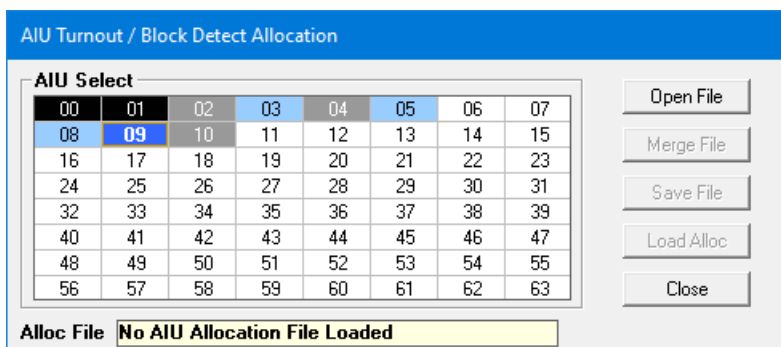 AIU Turnout / Block Detect Allocation
AIU Select
00 01 02 03 04 05 06 07
08 09 10 11 12 13 14 15
16 17 18 19 20 21 22 23
24 25 26 27 28 29 30 31
32 33 34 35 36 37 38 39
40 41 42 43 44 45 46 47
48 49 50 51 52 53 54 55
56 57 58 59 60 61 62 63
Open File
Merge File
Save File
Load Alloc
Close
Alloc File No AIU Allocation File Loaded